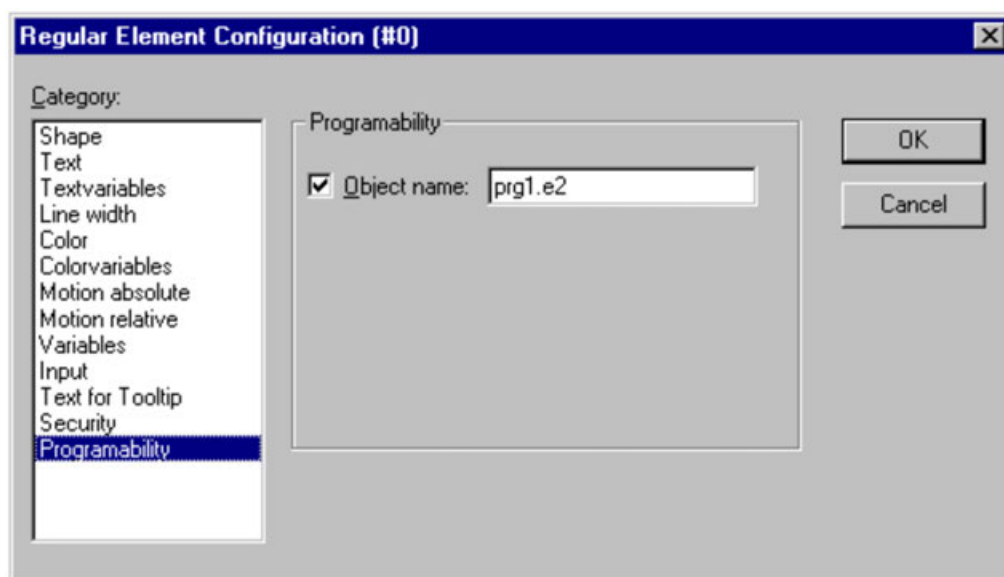 Regular Element Configuration (#0)
Category:
Shape
Text
Textvariables
Line width
Color
Colorvariables
Motion absolute
Motion relative
Variables
Input
Text for Tooltip
Security
Programability
Programability
Object name: prg1.e2
OK
Cancel